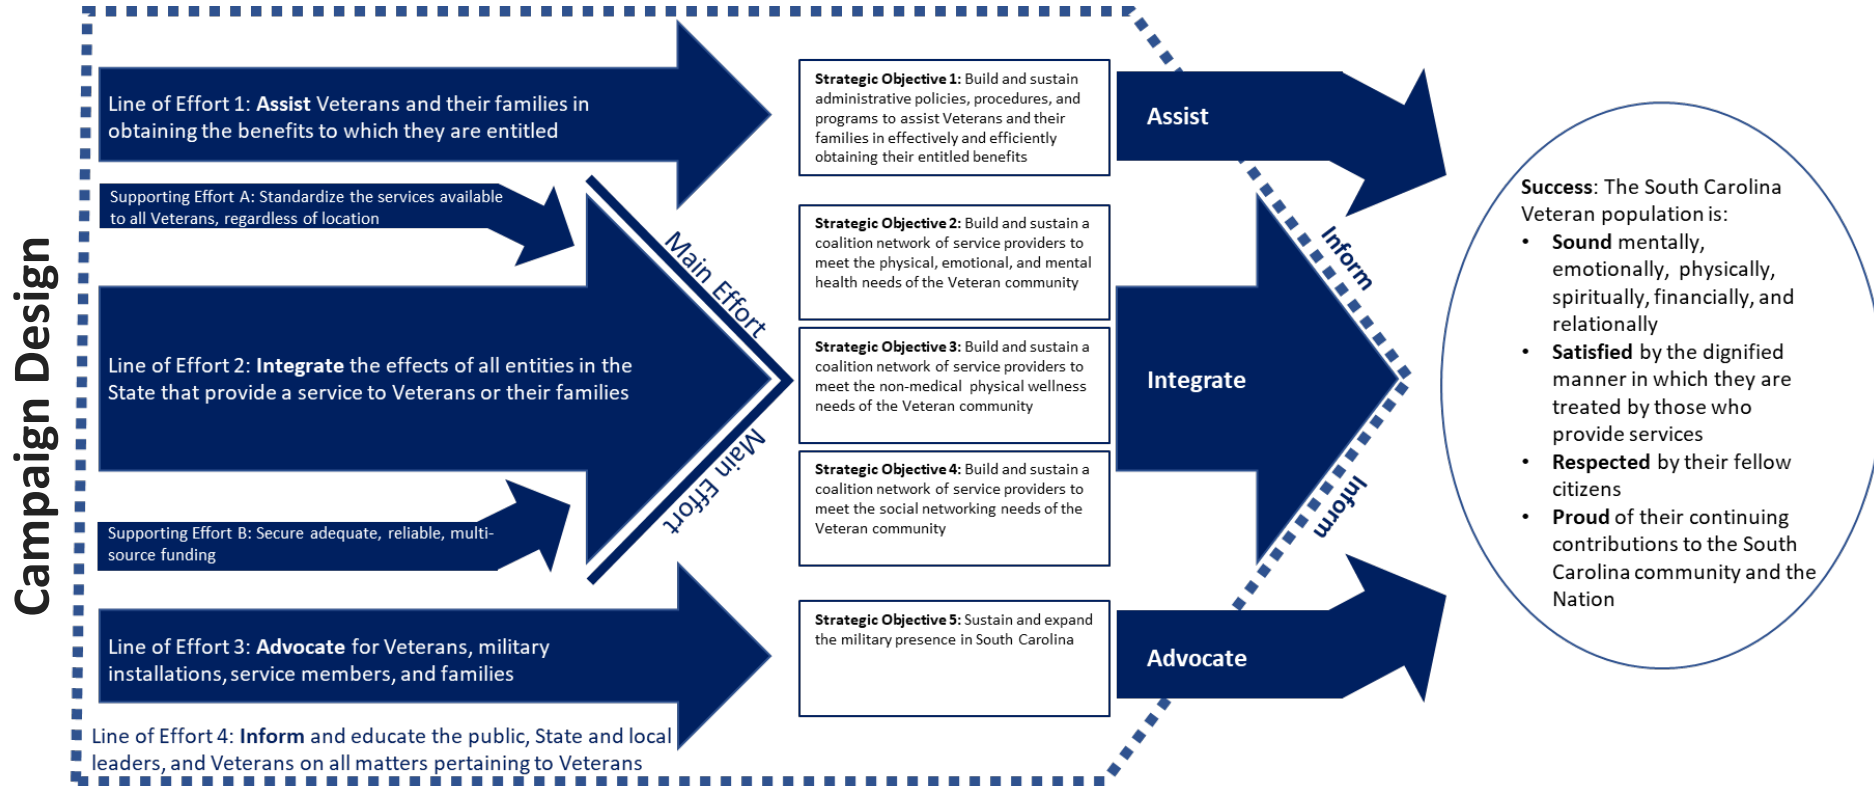 Campaign Design
Line of Effort 1: Assist Veterans and their families in
obtaining the benefits to which they are entitled
Supporting Effort A: Standardize the services available
to all Veterans, regardless of location
Main Effort
Line of Effort 2: Integrate the effects of all entities in the
State that provide a service to Veterans or their families
Main Effort
Supporting Effort B: Secure adequate, reliable, multi-
source funding
Line of Effort 3: Advocate for Veterans, military
installations, service members, and families
Line of Effort 4: Inform and educate the public, State and local
leaders, and Veterans on all matters pertaining to Veterans
Strategic Objective 1: Build and sustain
administrative policies, procedures, and
programs to assist Veterans and their
families in effectively and efficiently
obtaining their entitled benefits
Strategic Objective 2: Build and sustain a
coalition network of service providers to
meet the physical, emotional, and mental
health needs of the Veteran community
Strategic Objective 3: Build and sustain a
coalition network of service providers to
meet the non-medical physical wellness
needs of the Veteran community
Strategic Objective 4: Build and sustain a
coalition network of service providers to
meet the social networking needs of the
Veteran community
Strategic Objective 5: Sustain and expand
the military presence in South Carolina
Assist
Inform
Integrate
Inform
Advocate
Success: The South Carolina
Veteran population is:
• Sound mentally,
emotionally, physically,
spiritually, financially, and
relationally
• Satisfied by the dignified
manner in which they are
treated by those who
provide services
• Respected by their fellow
citizens
• Proud of their continuing
contributions to the South
Carolina community and the
Nation